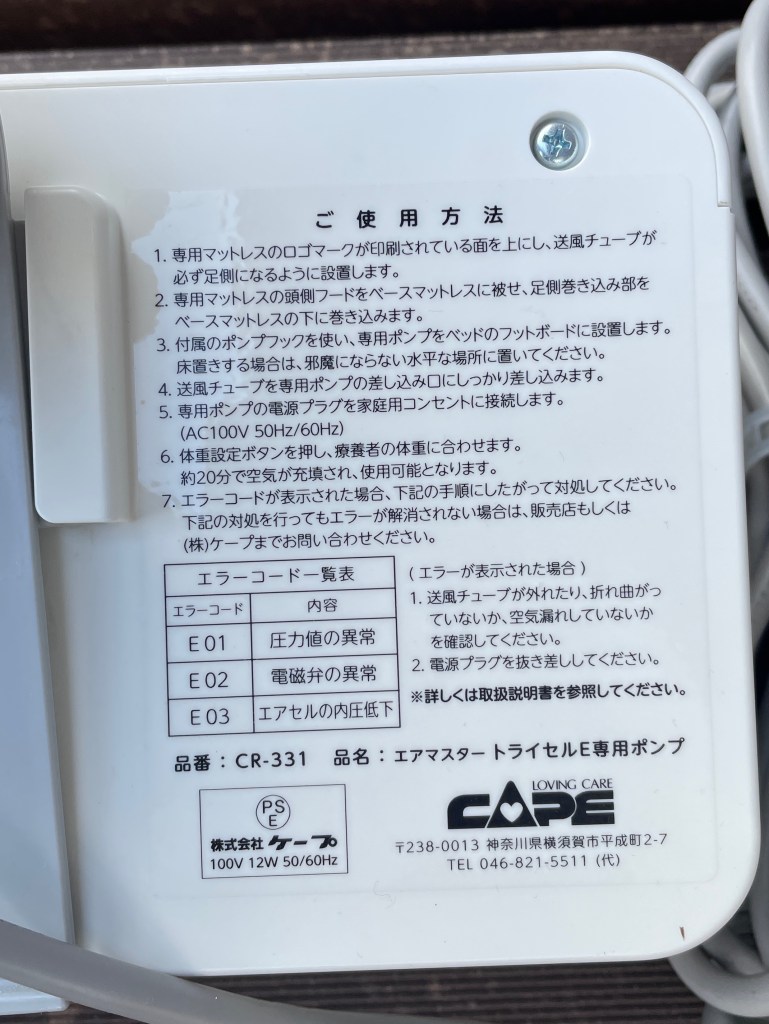 ご使用方法
1. 専用マットレスのロゴマークが印刷されている面を上にし、送風チューブが
必ず足側になるように設置します。
2. 専用マットレスの頭側フードをベースマットレスに被せ、足側巻き込み部を
ベースマットレスの下に巻き込みます。
3. 付属のポンプフックを使い、専用ポンプをベッドのフットボードに設置します。
床置きする場合は、邪魔にならない水平な場所に置いてください。
4. 送風チューブを専用ポンプの差し込み口にしっかり差し込みます。
5. 専用ポンプの電源プラグを家庭用コンセントに接続します。
(AC100V 50Hz/60Hz)
6. 体重設定ボタンを押し、療養者の体重に合わせます。
約20分で空気が充填され、使用可能となります。
7. エラーコードが表示された場合、下記の手順にしたがって対処してください。
下記の対処を行ってもエラーが解消されない場合は、販売店もしくは
(株)ケープまでお問い合わせください。
エラーコード一覧表
エラーコード 内容
E 01 圧力値の異常
E 02 電磁弁の異常
E 03 エアセルの内圧低下
( エラーが表示された場合 )
1. 送風チューブが外れたり、折れ曲がっ
ていないか、空気漏れしていないか
を確認してください。
2. 電源プラグを抜き差ししてください。
※詳しくは取扱説明書を参照してください。
品番：CR-331 品名：エアマスター トライセルE専用ポンプ
PS
E
株式会社 ケープ
100V 12W 50/60Hz
LOVING CARE
CAPE
〒238-0013 神奈川県横須賀市平成町2-7
TEL 046-821-5511 (代)